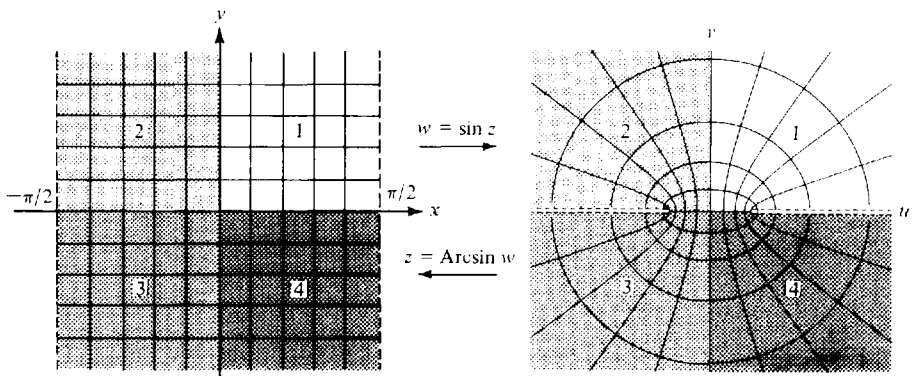 y
v
2
1
w = sin z
2
1
−π/2
π/2
x
u
z = Arcsin w
3
4
3
4